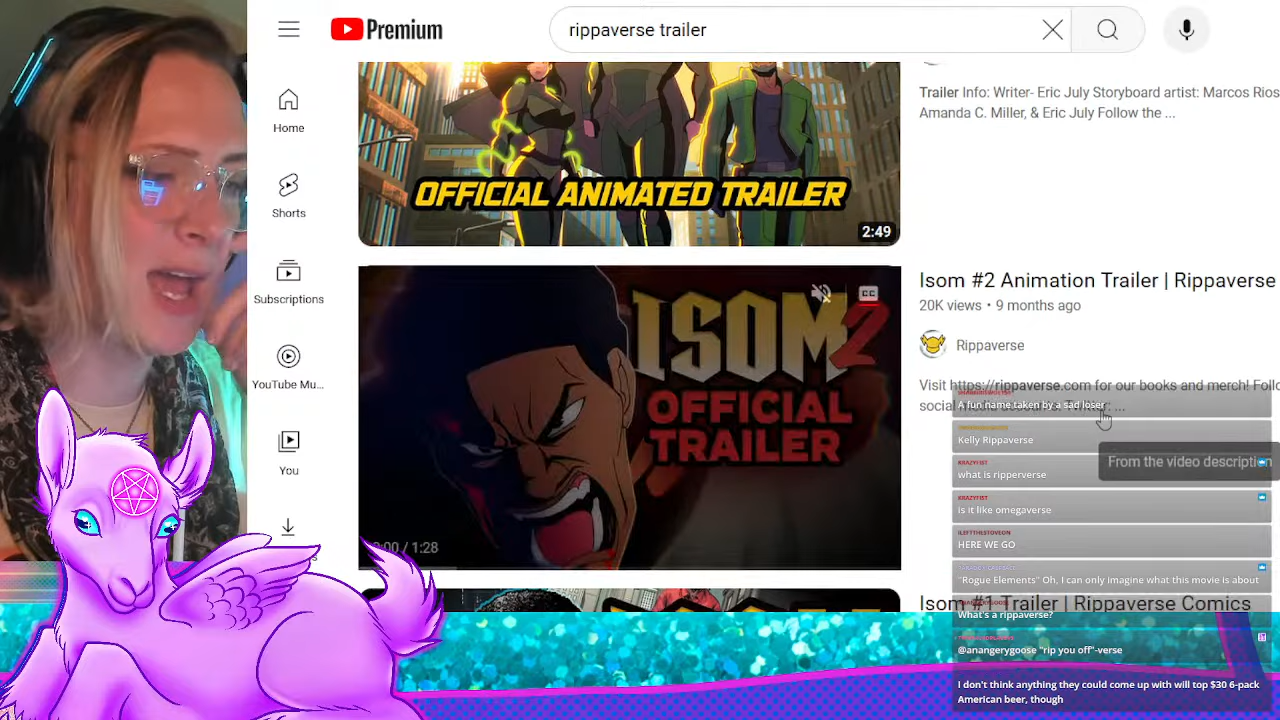 Premium
rippaverse trailer
Home
Shorts
Subscriptions
YouTube Mu...
You
OFFICIAL ANIMATED TRAILER
2:49
Trailer Info: Writer- Eric July Storyboard artist: Marcos Rios
Amanda C. Miller, & Eric July Follow the ...
ISOM 2
OFFICIAL
TRAILER
CC
0:00 / 1:28
Isom #2 Animation Trailer | Rippaverse
20K views • 9 months ago
Rippaverse
Visit https://rippaverse.com for our books and merch! Follo
From the video description
A fun name taken by a sad loser
Kelly Rippaverse
KRAZYFIST
what is ripperverse
KRAZYFIST
is it like omegaverse
ILEFTTHESTOVEON
HERE WE GO
"Rogue Elements" Oh, I can only imagine what this movie is about
Isom #1 Trailer | Rippaverse Comics
What's a rippaverse?
@anangerygoose "rip you off"-verse
I don't think anything they could come up with will top $30 6-pack
American beer, though